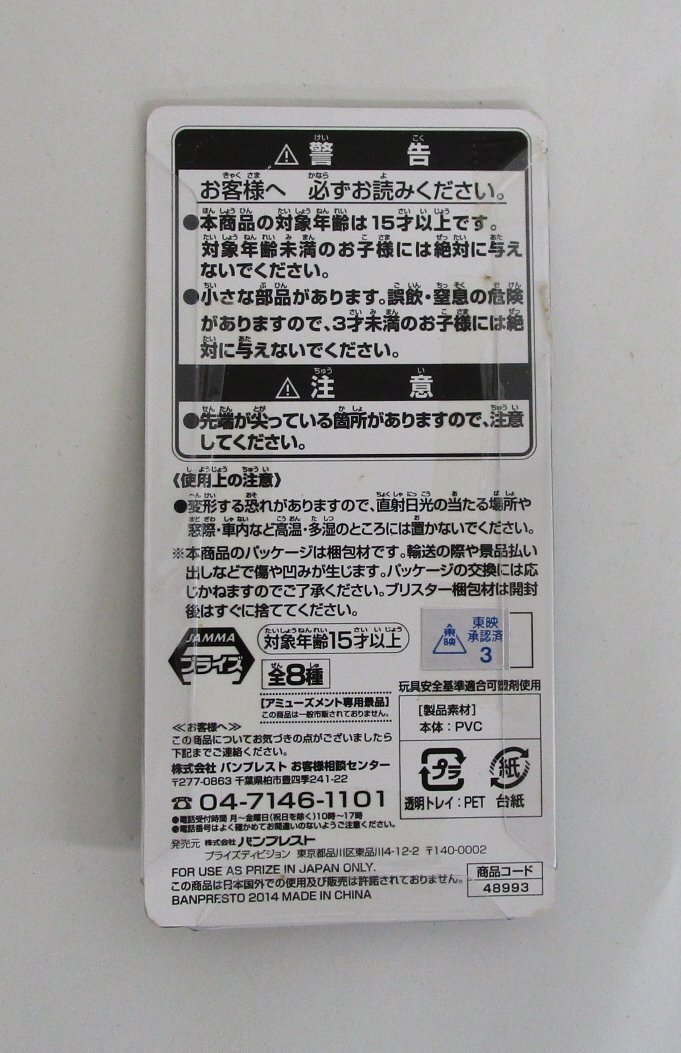 ⚠警告
お客様へ 必ずお読みください。
●本商品の対象年齢は15才以上です。
対象年齢未満のお子様には絶対に与え
ないでください。
●小さな部品があります。誤飲・窒息の危険
がありますので、3才未満のお子様には絶
対に与えないでください。
⚠注意
●先端が尖っている箇所がありますので、注意
してください。
《使用上の注意》
●変形する恐れがありますので、直射日光の当たる場所や
窓際・車内など高温・多湿のところには置かないでください。
※本商品のパッケージは梱包材です。輸送の際や景品払い
出しなどで傷や凹みが生じます。パッケージの交換には応
じかねますのでご了承ください。ブリスター梱包材は開封
後はすぐに捨ててください。
JAMMA
プライズ
対象年齢15才以上
全8種
東映
承認済
3
東映
[アミューズメント専用景品]
この商品は一般市販されておりません。
玩具安全基準適合可塑剤使用
[製品素材]
本体:PVC
プラ
紙
透明トレイ:PET 台紙
≪お客様へ≫
この商品についてお気づきの点がございましたら
下記までご連絡ください。
株式会社 バンプレスト お客様相談センター
〒277-0863 千葉県柏市豊四季241-22
☎04-7146-1101
●電話受付時間 月~金曜日(祝日を除く)10時~17時
●電話番号はよく確かめてお間違いのないようご注意ください。
発売元 株式会社 バンプレスト
プライズディビジョン 東京都品川区東品川4-12-2 〒140-0002
FOR USE AS PRIZE IN JAPAN ONLY.
この商品は日本国外での使用及び販売は許諾されておりません。
BANPRESTO 2014 MADE IN CHINA
商品コード
48993